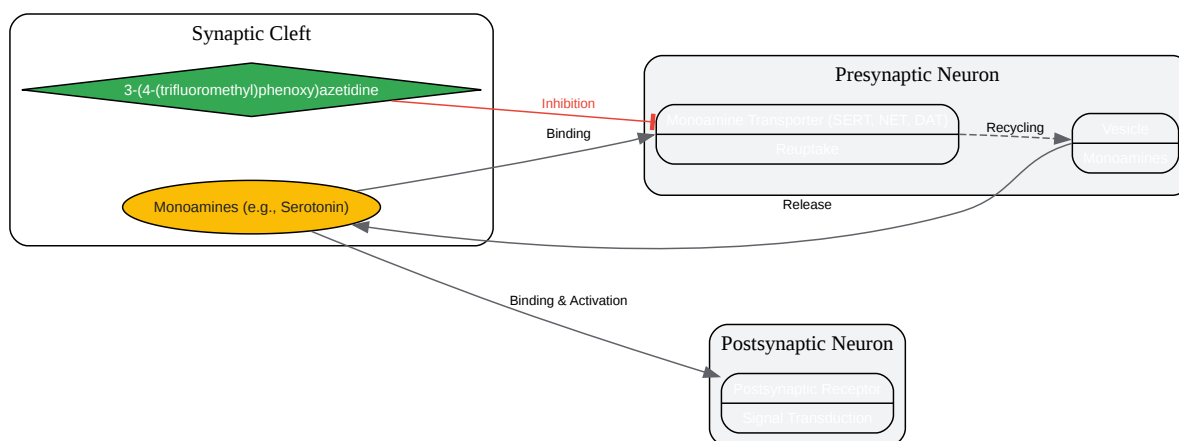 Synaptic Cleft
3-(4-(trifluoromethyl)phenoxy)azetidine
Monoamines (e.g., Serotonin)
Inhibition
Binding
Presynaptic Neuron
Monoamine Transporter (SERT, NET, DAT)
Reuptake
Recycling
Vesicle
Monoamines
Release
Binding & Activation
Postsynaptic Neuron
Postsynaptic Receptor
Signal Transduction